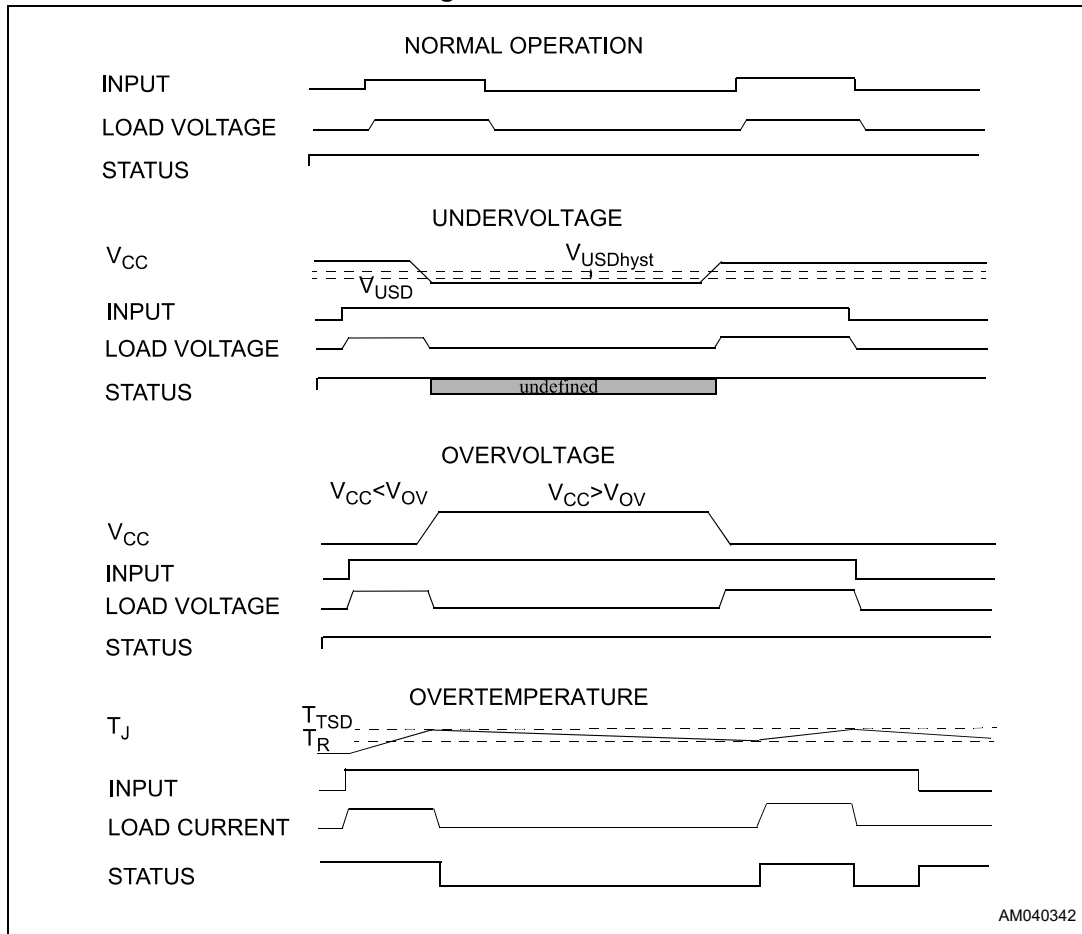 NORMAL OPERATION
INPUT
LOAD VOLTAGE
STATUS
UNDERVOLTAGE
VCC
VUSDhyst
VUSD
INPUT
LOAD VOLTAGE
STATUS
undefined
OVERVOLTAGE
VCC<VOV
VCC>VOV
VCC
INPUT
LOAD VOLTAGE
STATUS
OVERTEMPERATURE
TJ
TTSD
TR
INPUT
LOAD CURRENT
STATUS
AM040342